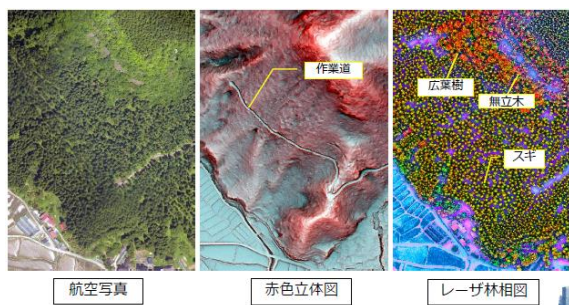 作業道
広葉樹
無立木
スギ
航空写真
赤色立体図
レーザ林相図